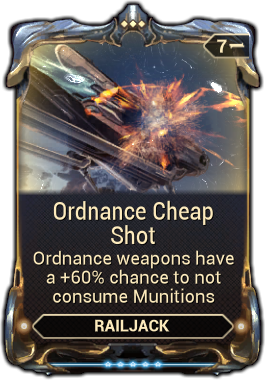 7
Ordnance Cheap
Shot
Ordnance weapons have
a +60% chance to not
consume Munitions
RAILJACK